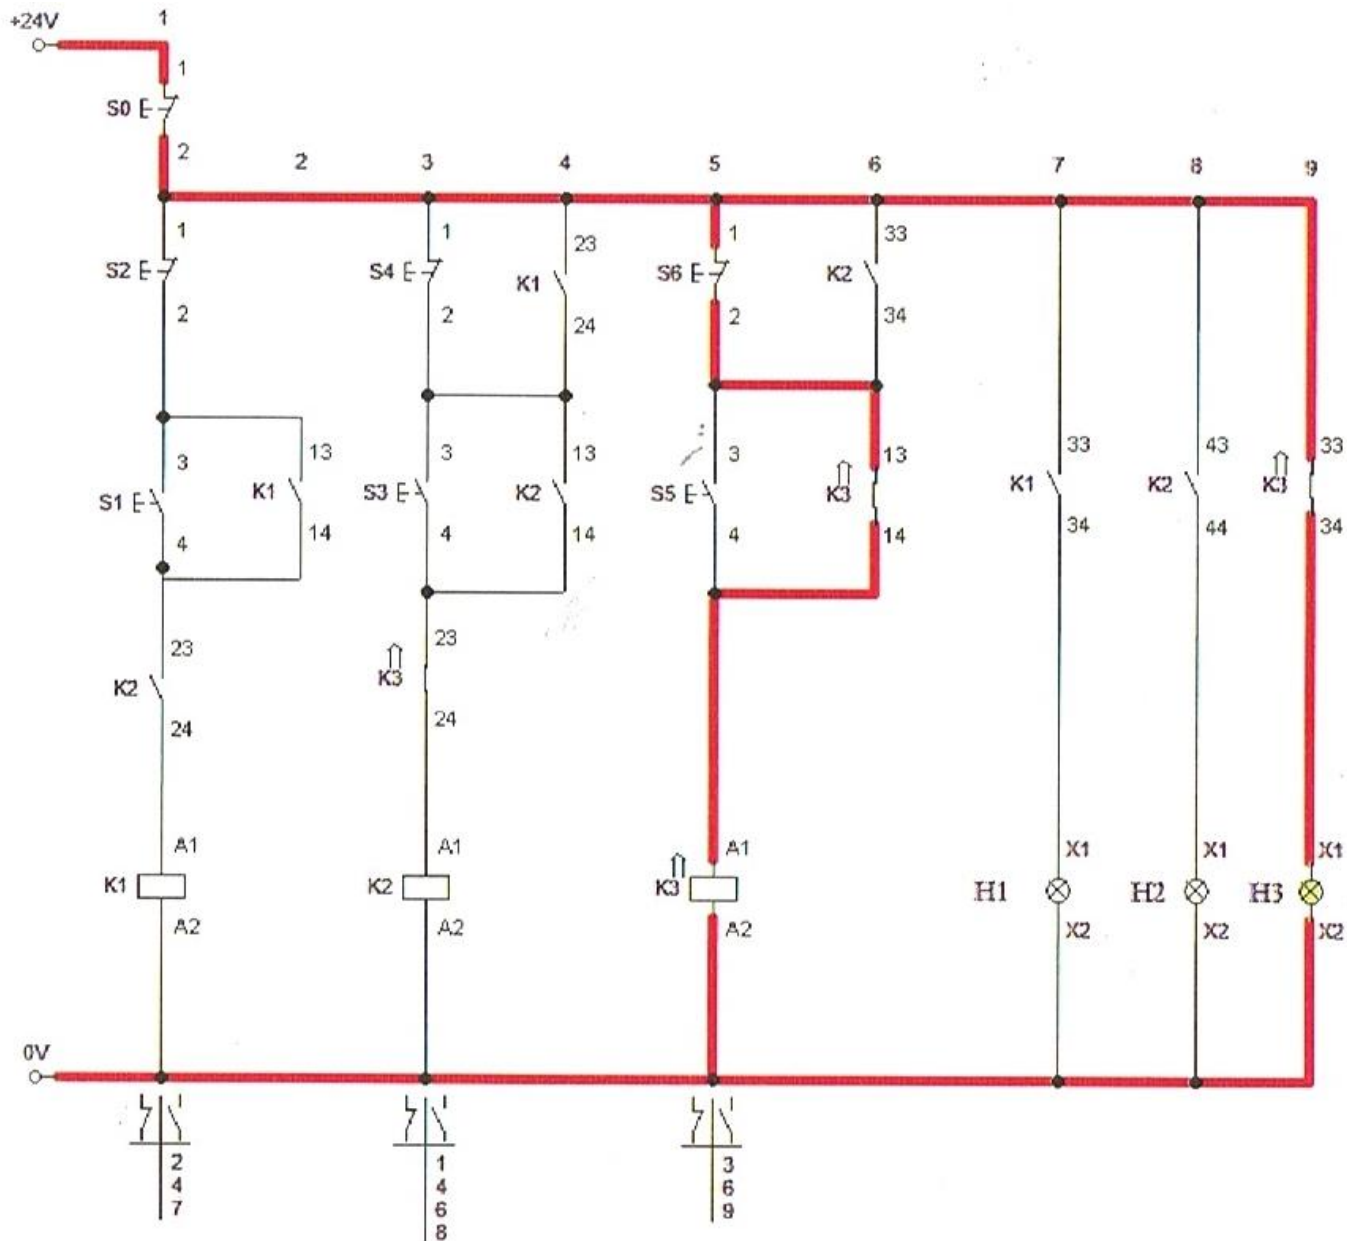 +24V 1
1
S0
2 2 3 4 5 6 7 8 9
1 1 23 1 33
S2 S4 K1 S6 K2
2 2 24 2 34
3 13 3 13 3 13 33 43 33
S1 K1 S3 K2 S5 K3 K1 K2 K3
4 14 4 14 4 14 34 44 34
23 23
K2 K3
24 24
A1 A1 A1 X1 X1 X1
K1 K2 K3 H1 H2 H3
A2 A2 A2 X2 X2 X2
0V
2 1 3
4 4 6
7 6 9
8